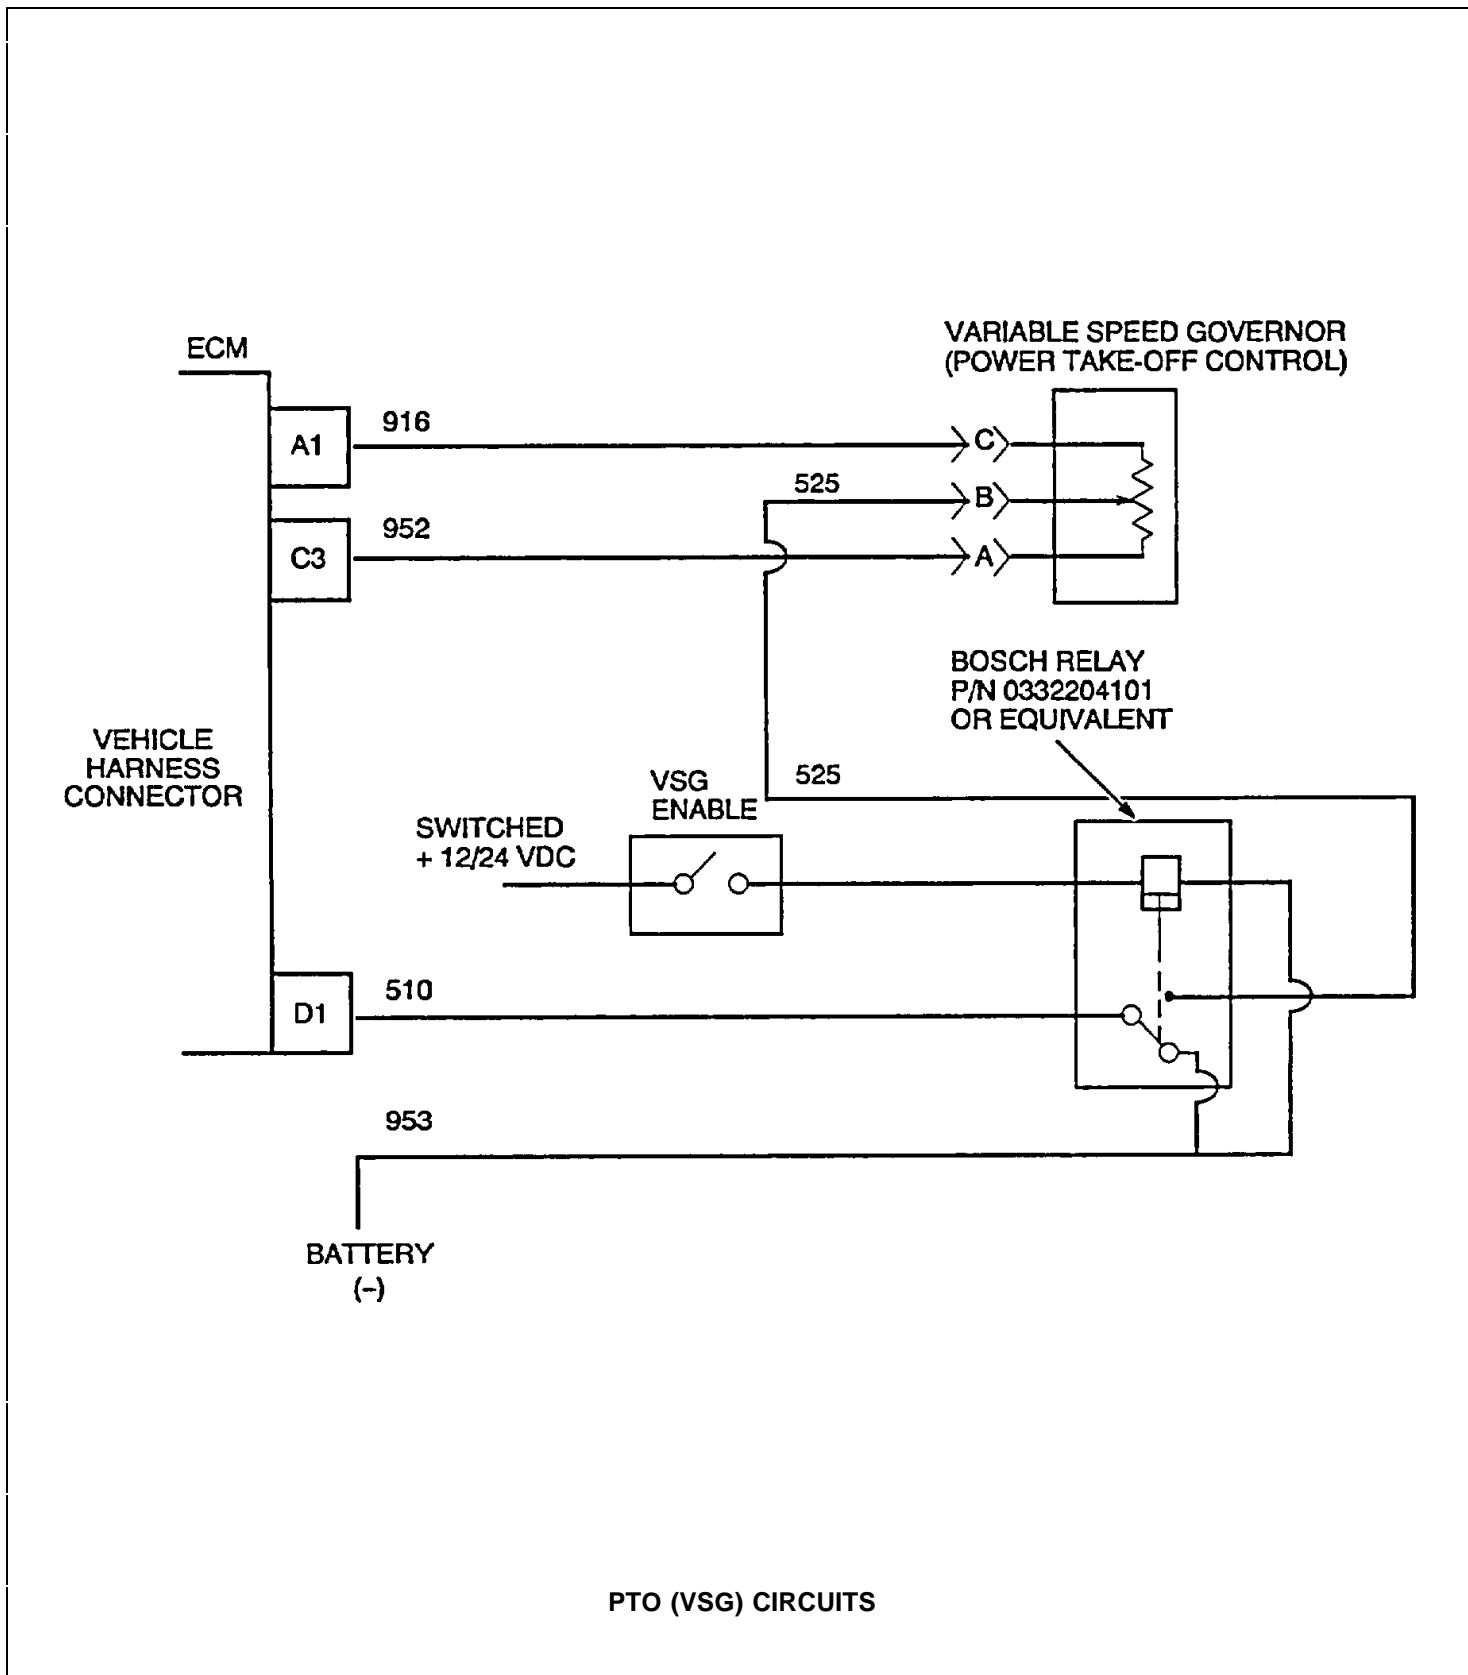 ECM
VARIABLE SPEED GOVERNOR
(POWER TAKE-OFF CONTROL)
A1
916
C
525
B
C3
952
A
BOSCH RELAY
P/N 0332204101
OR EQUIVALENT
VEHICLE
HARNESS
CONNECTOR
VSG
ENABLE
525
SWITCHED
+ 12/24 VDC
D1
510
953
BATTERY
(–)
PTO (VSG) CIRCUITS